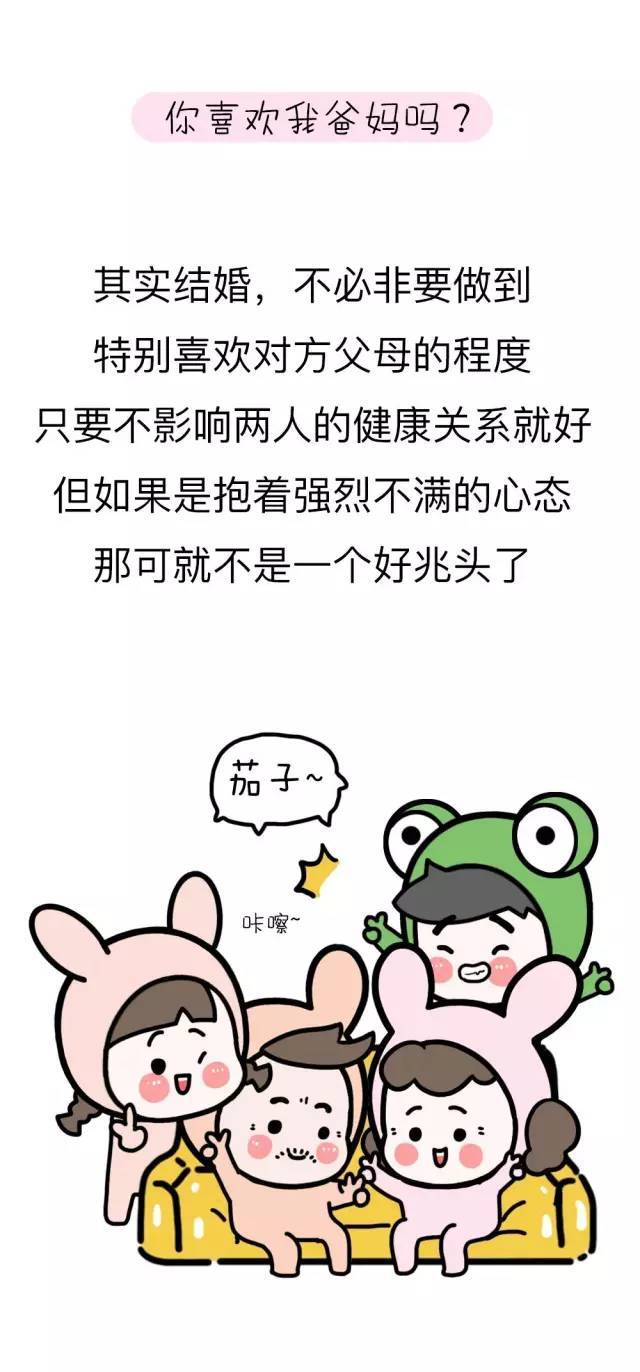 你喜欢我爸妈吗？
其实结婚，不必非要做到
特别喜欢对方父母的程度
只要不影响两人的健康关系就好
但如果是抱着强烈不满的心态
那可就不是一个好兆头了
茄子~
咔嚓~